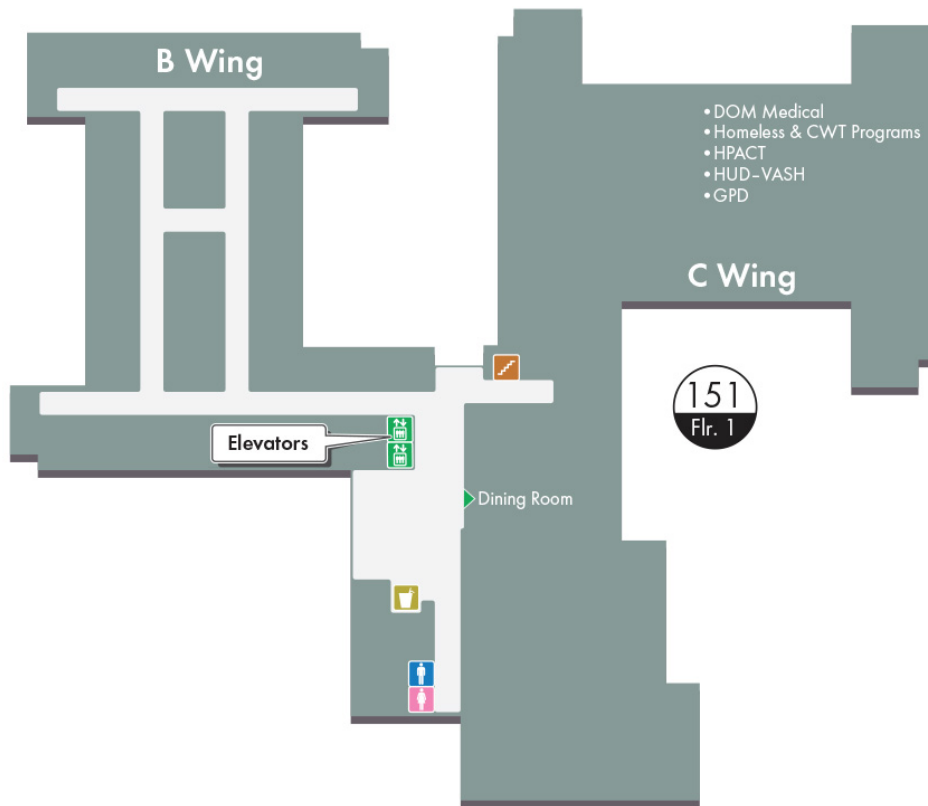 B Wing
• DOM Medical
• Homeless & CWT Programs
• HPACT
• HUD–VASH
• GPD
C Wing
151
Flr. 1
Elevators
Dining Room